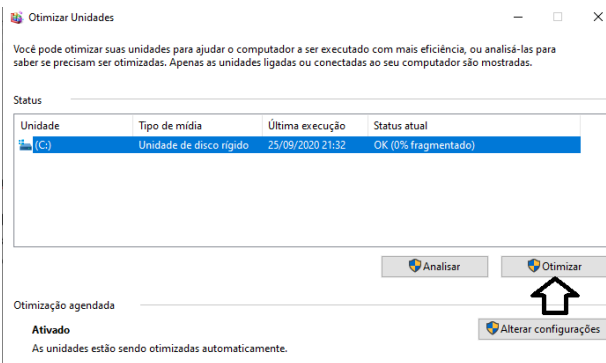 Otimizar Unidades
Você pode otimizar suas unidades para ajudar o computador a ser executado com mais eficiência, ou analisá-las para
saber se precisam ser otimizadas. Apenas as unidades ligadas ou conectadas ao seu computador são mostradas.
Status
Unidade Tipo de mídia Última execução Status atual
(C:) Unidade de disco rígido 25/09/2020 21:32 OK (0% fragmentado)
Analisar Otimizar
Otimização agendada
Ativado Alterar configurações
As unidades estão sendo otimizadas automaticamente.